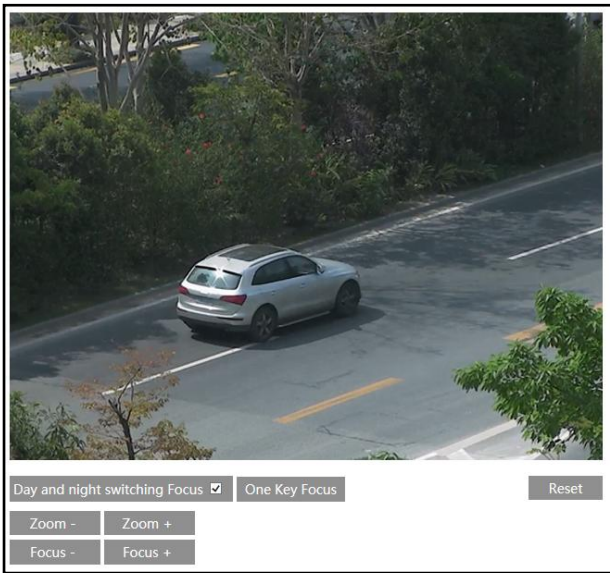 Day and night switching Focus One Key Focus Reset
Zoom - Zoom +
Focus - Focus +